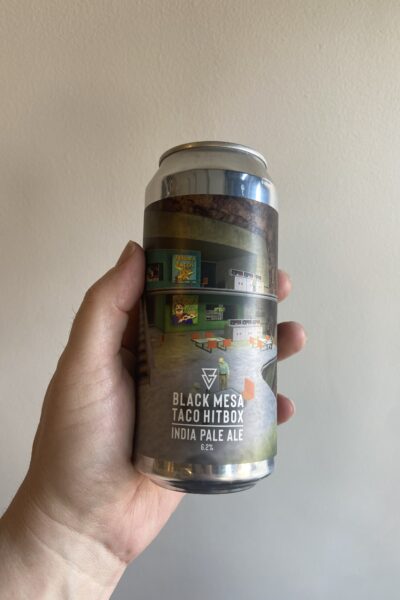 BLACK MESA
TACO HITBOX
INDIA PALE ALE
6.2%